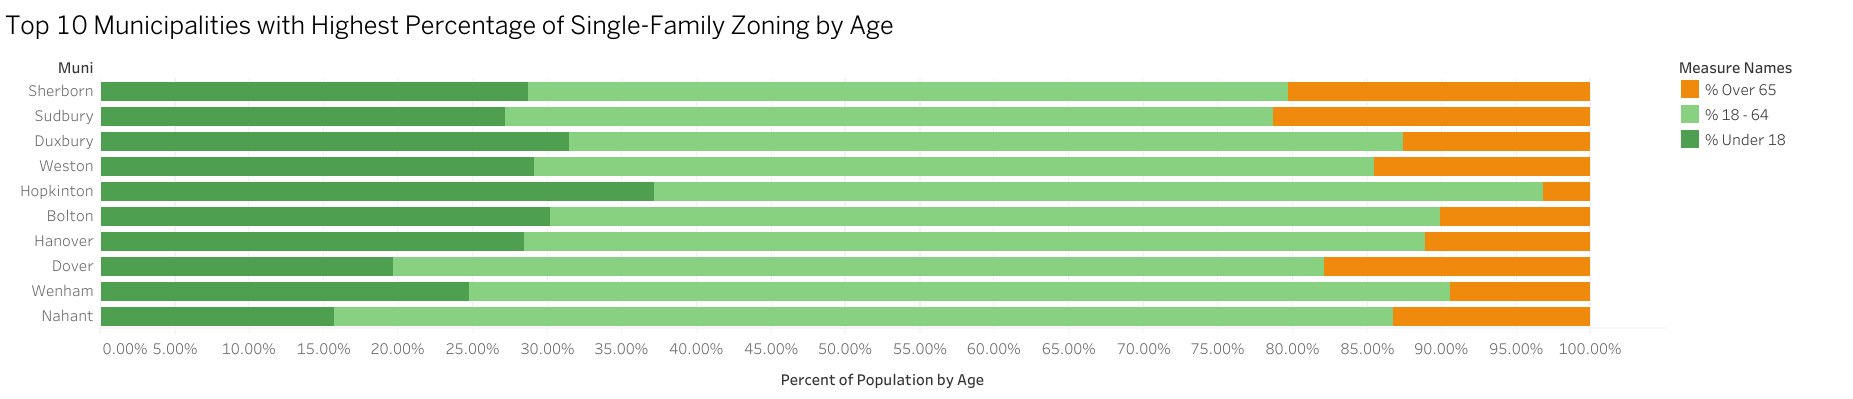 Top 10 Municipalities with Highest Percentage of Single-Family Zoning by Age
Muni
Sherborn
Sudbury
Duxbury
Weston
Hopkinton
Bolton
Hanover
Dover
Wenham
Nahant
0.00% 5.00% 10.00% 15.00% 20.00% 25.00% 30.00% 35.00% 40.00% 45.00% 50.00% 55.00% 60.00% 65.00% 70.00% 75.00% 80.00% 85.00% 90.00% 95.00% 100.00%
Percent of Population by Age
Measure Names
% Over 65
% 18 - 64
% Under 18